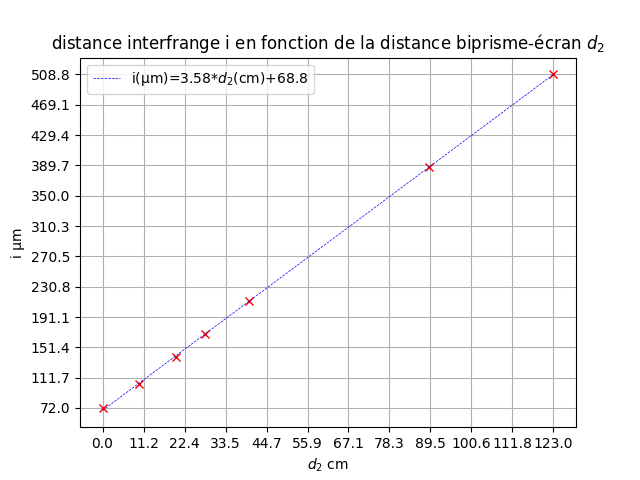 distance interfrange i en fonction de la distance biprisme-écran d₂
i(µm)=3.58*d₂(cm)+68.8
508.8
469.1
429.4
389.7
350.0
310.3
270.5
230.8
191.1
151.4
111.7
72.0
i µm
0.0 11.2 22.4 33.5 44.7 55.9 67.1 78.3 89.5 100.6 111.8 123.0
d₂ cm